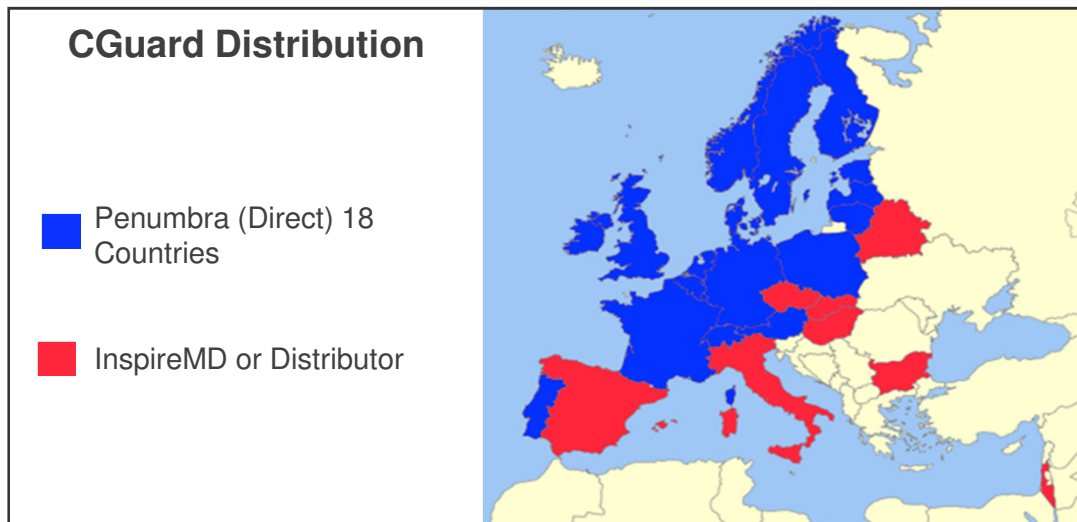 CGuard Distribution
Penumbra (Direct) 18
Countries
InspireMD or Distributor